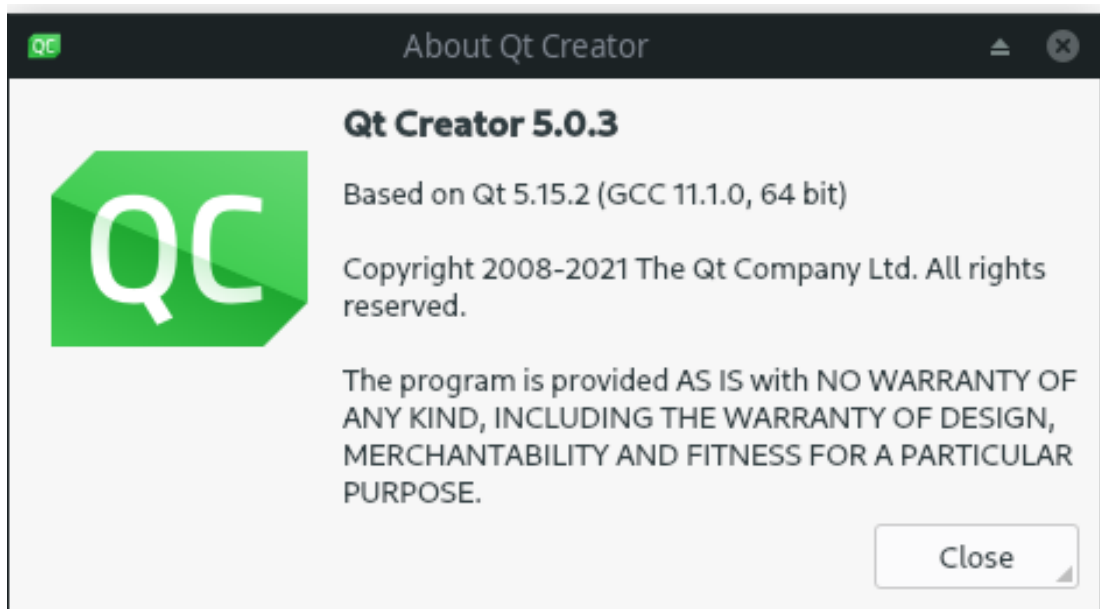 QC
About Qt Creator
Qt Creator 5.0.3
QC
Based on Qt 5.15.2 (GCC 11.1.0, 64 bit)
Copyright 2008-2021 The Qt Company Ltd. All rights
reserved.
The program is provided AS IS with NO WARRANTY OF
ANY KIND, INCLUDING THE WARRANTY OF DESIGN,
MERCHANTABILITY AND FITNESS FOR A PARTICULAR
PURPOSE.
Close